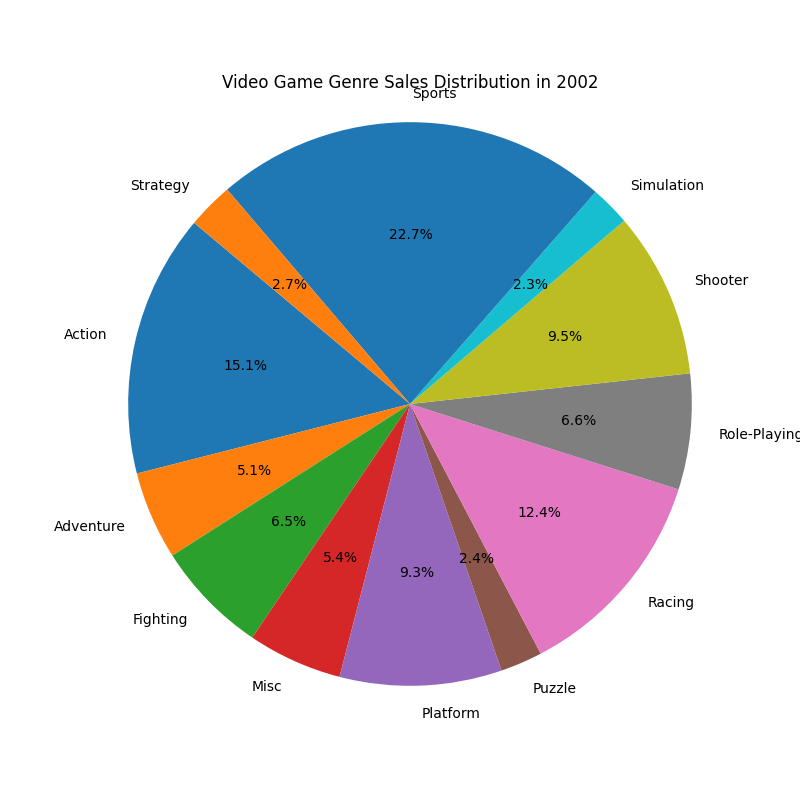 Video Game Genre Sales Distribution in 2002
Sports
Strategy
Simulation
22.7%
2.7%
2.3%
Shooter
Action
9.5%
15.1%
6.6%
Role-Playing
5.1%
12.4%
Adventure
6.5%
5.4%
9.3%
2.4%
Racing
Fighting
Misc
Puzzle
Platform